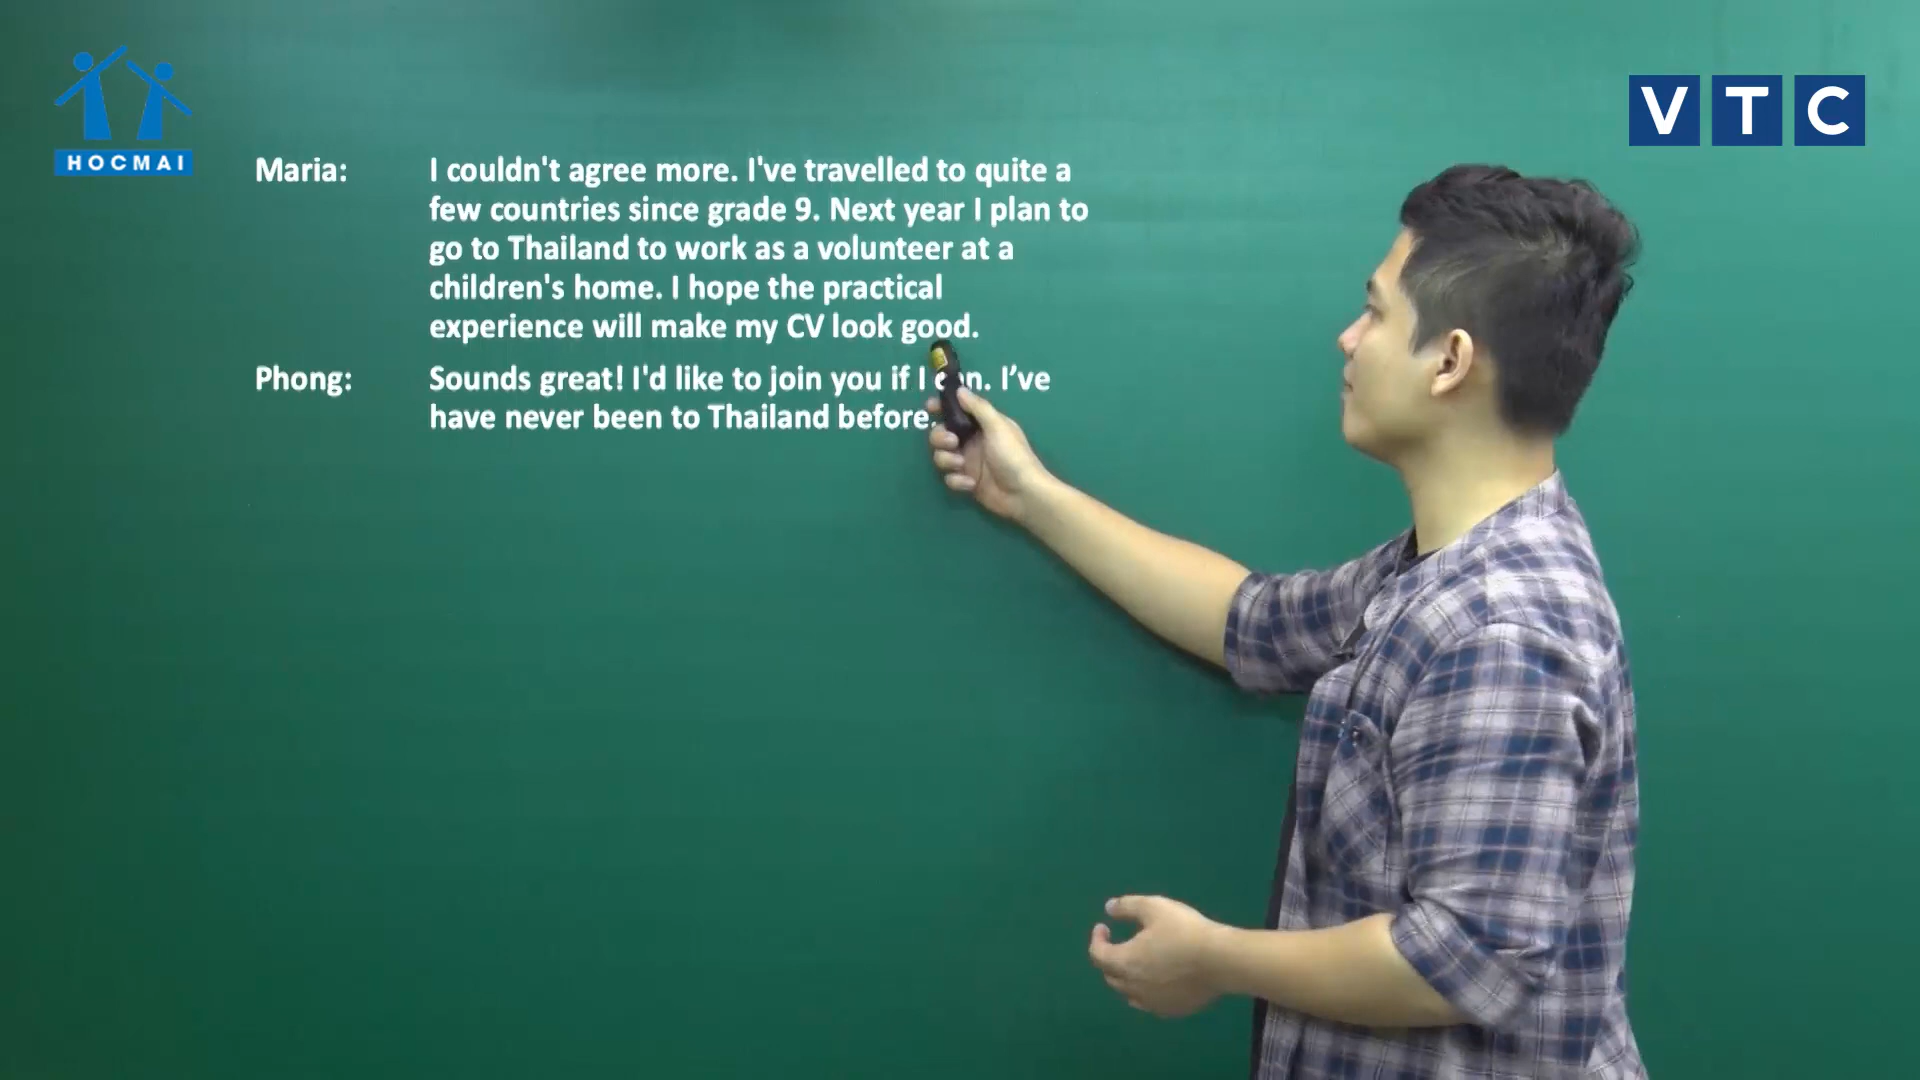 HOCMAI
VTC
Maria: I couldn't agree more. I've travelled to quite a
few countries since grade 9. Next year I plan to
go to Thailand to work as a volunteer at a
children's home. I hope the practical
experience will make my CV look good.
Phong: Sounds great! I'd like to join you if I can. I’ve
have never been to Thailand before.